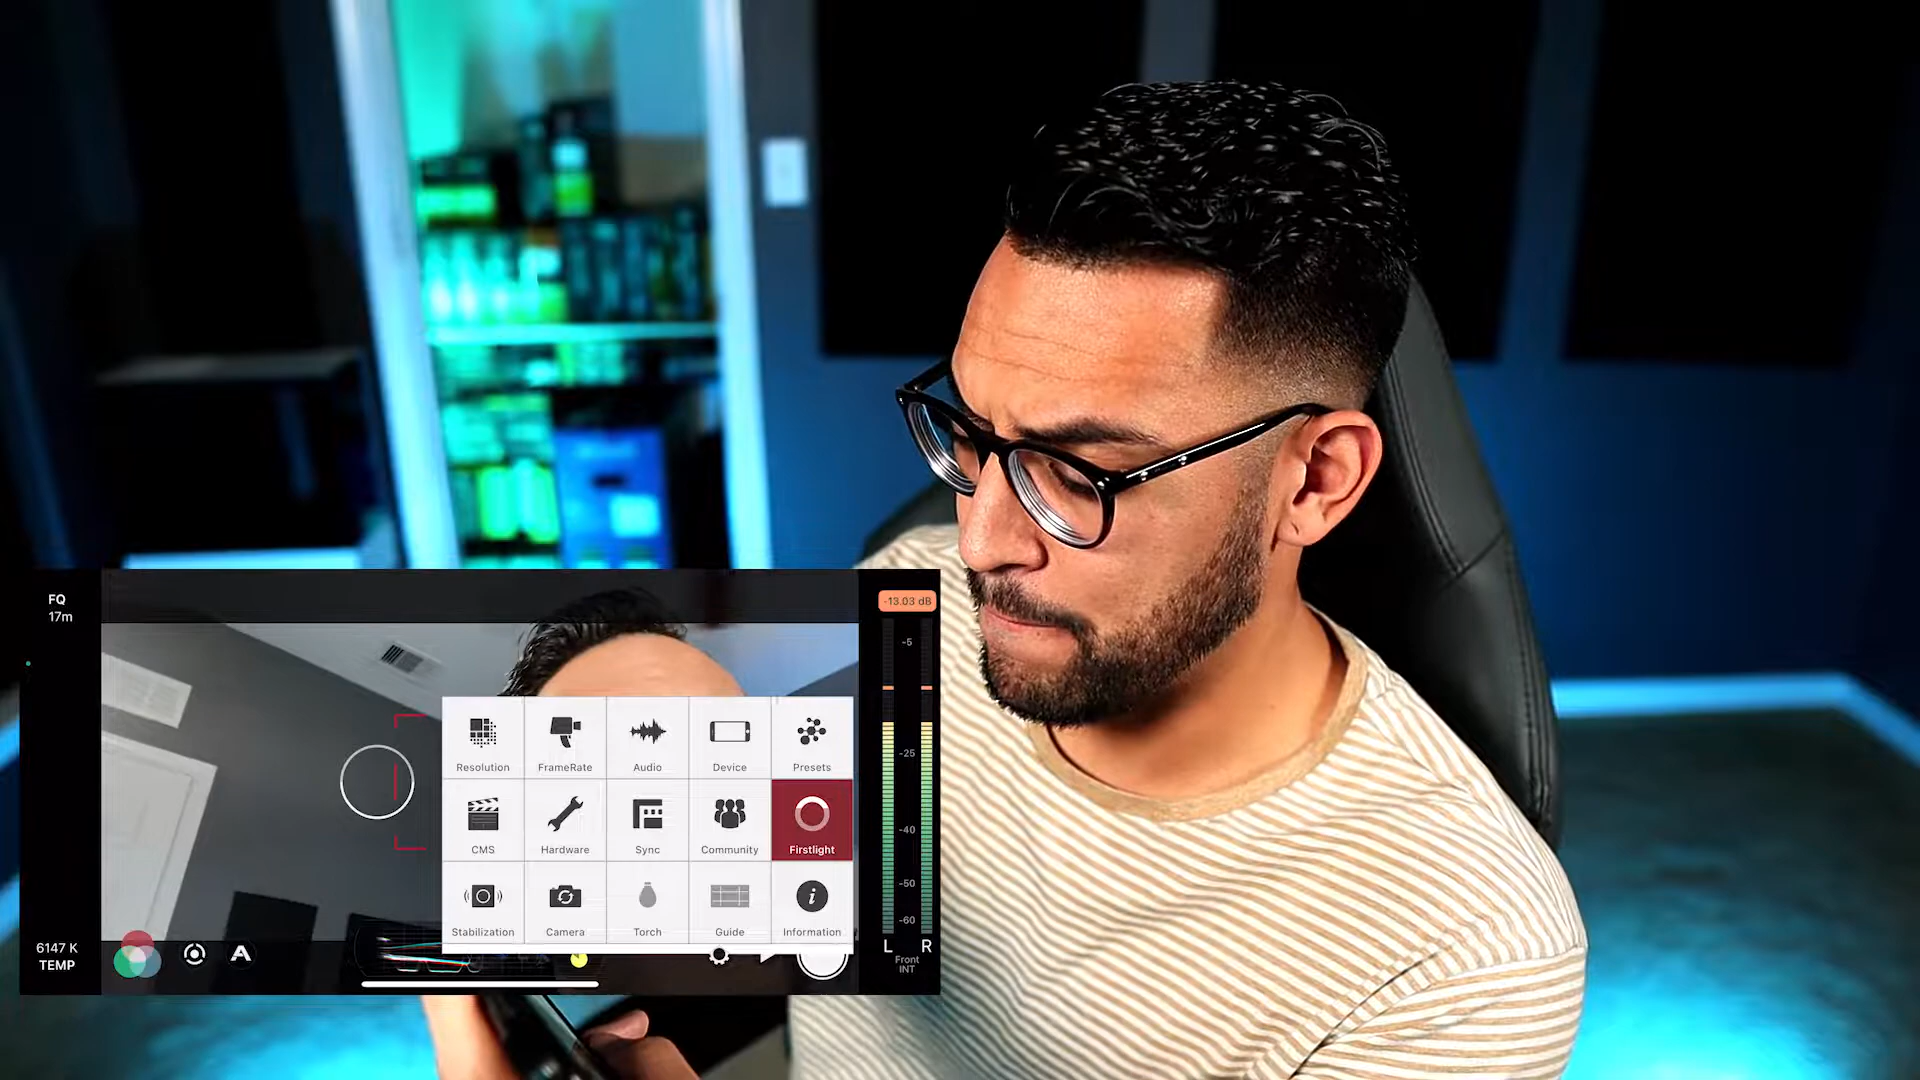 FQ
17m
-13.03 dB
-5
-25
-40
-50
-60
L R
Front
INT
Resolution FrameRate Audio Device Presets
CMS Hardware Sync Community Firstlight
Stabilization Camera Torch Guide Information
6147 K
TEMP
A